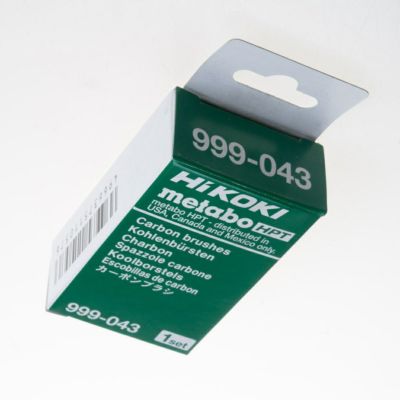 999-043
HiKOKI
metabo HPT
metabo HPT - distributed in
USA, Canada and Mexico only.
Carbon brushes
Kohlenbürsten
Charbon
Spazzole carbone
Koolborstels
Escobillas de carbon
カーボンブラシ
999-043
1set